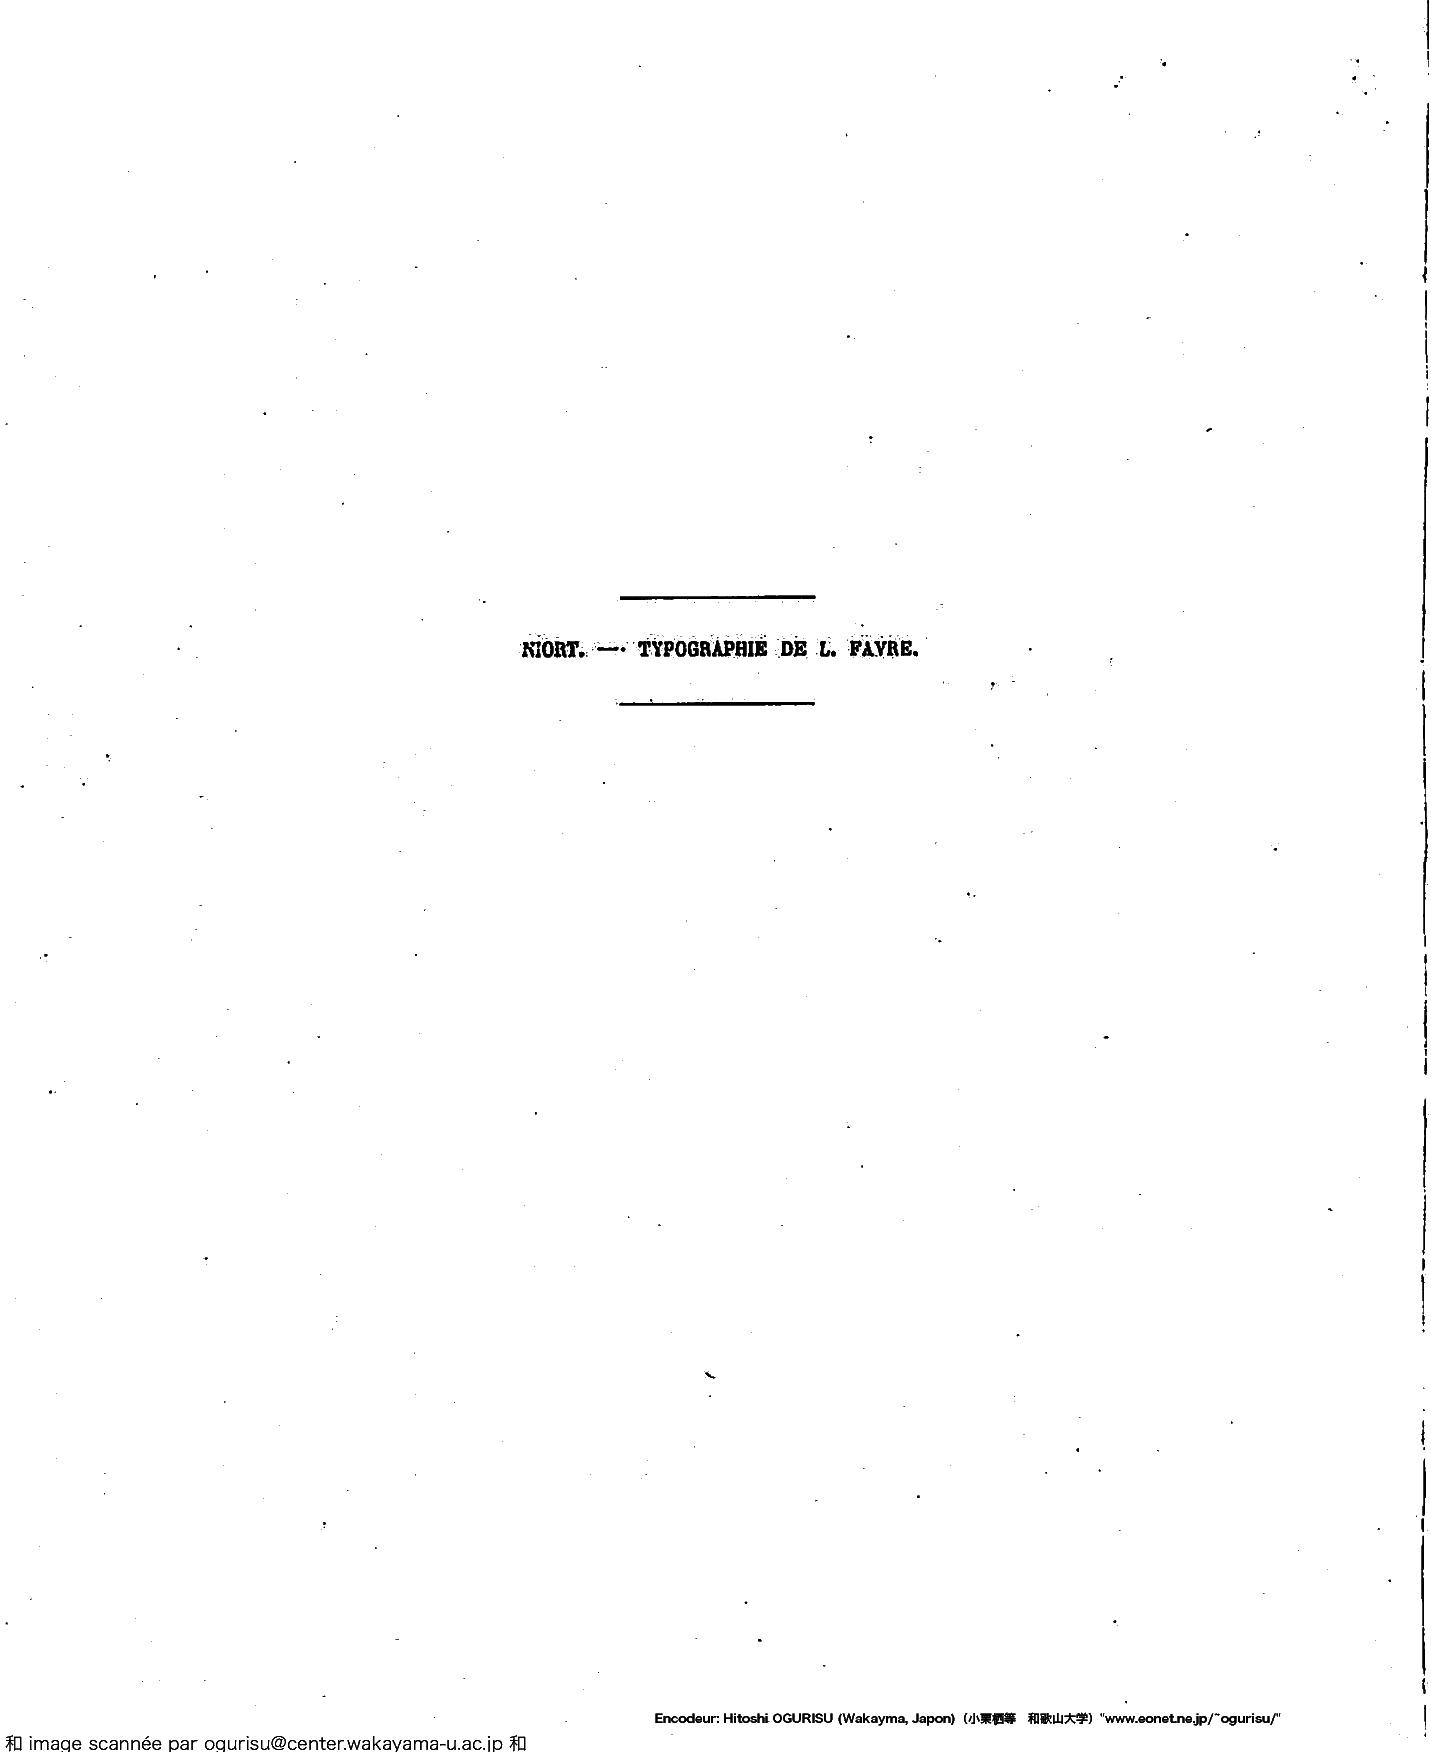 NIORT. — TYPOGRAPHIE DE L. FAVRE.
Encodeur: Hitoshi OGURISU (Wakayma, Japon) (小栗栖等　和歌山大学) "www.eonet.ne.jp/~ogurisu/"
和 image scannée par ogurisu@center.wakayama-u.ac.jp 和